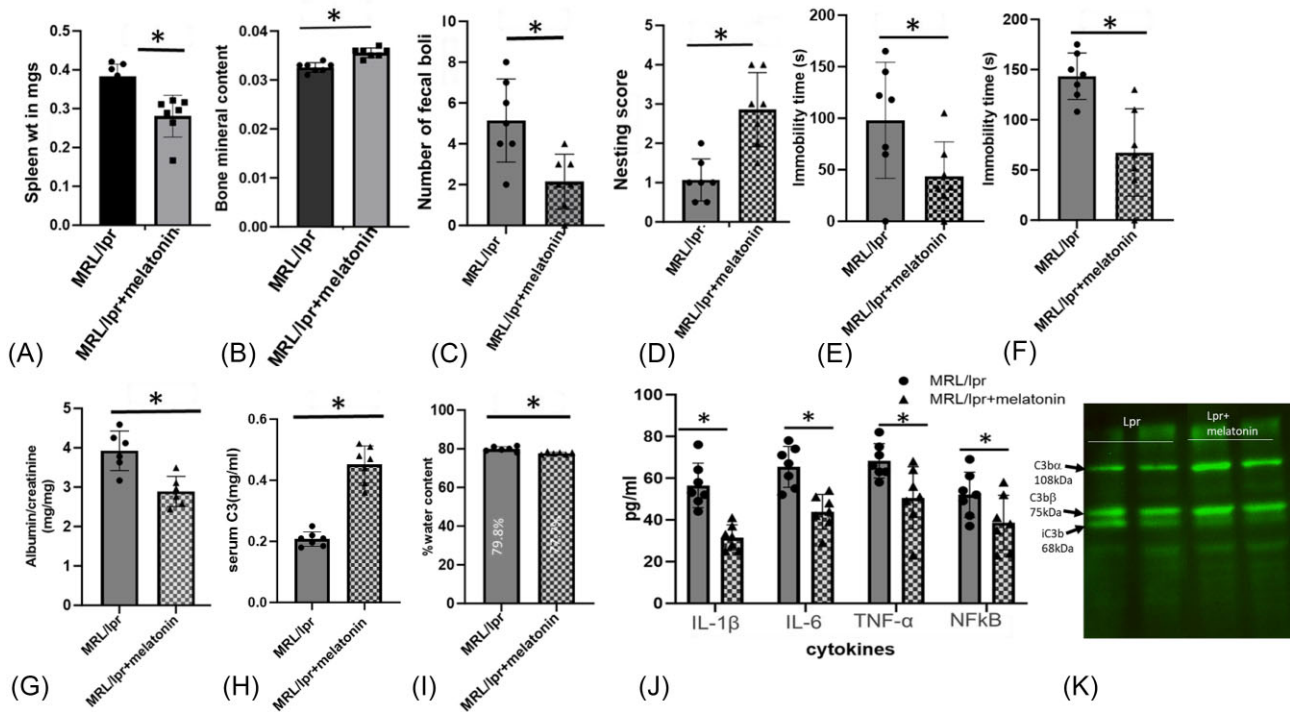 *
Spleen wt in mgs
0.5
0.4
0.3
0.2
0.1
0.0
MRL/lpr
MRL/lpr+melatonin
(A)
*
Bone mineral content
0.04
0.03
0.02
0.01
0.00
MRL/lpr
MRL/lpr+melatonin
(B)
*
Number of fecal boli
10
8
6
4
2
0
MRL/lpr
MRL/lpr+melatonin
(C)
*
Nesting score
5
4
3
2
1
0
MRL/lpr
MRL/lpr+melatonin
(D)
*
Immobility time (s)
200
150
100
50
0
MRL/lpr
MRL/lpr+melatonin
(E)
*
Immobility time (s)
200
150
100
50
0
MRL/lpr
MRL/lpr+melatonin
(F)
*
Albumin/creatinine
(mg/mg)
5
4
3
2
1
0
MRL/lpr
MRL/lpr+melatonin
(G)
*
serum C3(mg/ml)
0.6
0.4
0.2
0.0
MRL/lpr
MRL/lpr+melatonin
(H)
*
%water content
100
80
60
40
20
0
79.8%
MRL/lpr
MRL/lpr+melatonin
(I)
MRL/lpr
MRL/lpr+melatonin
* * * *
pg/ml
100
80
60
40
20
0
IL-1β IL-6 TNF-α NFkB
cytokines
(J)
Lpr
Lpr+
melatonin
C3bα
108kDa
C3bβ
75kDa
iC3b
68kDa
(K)